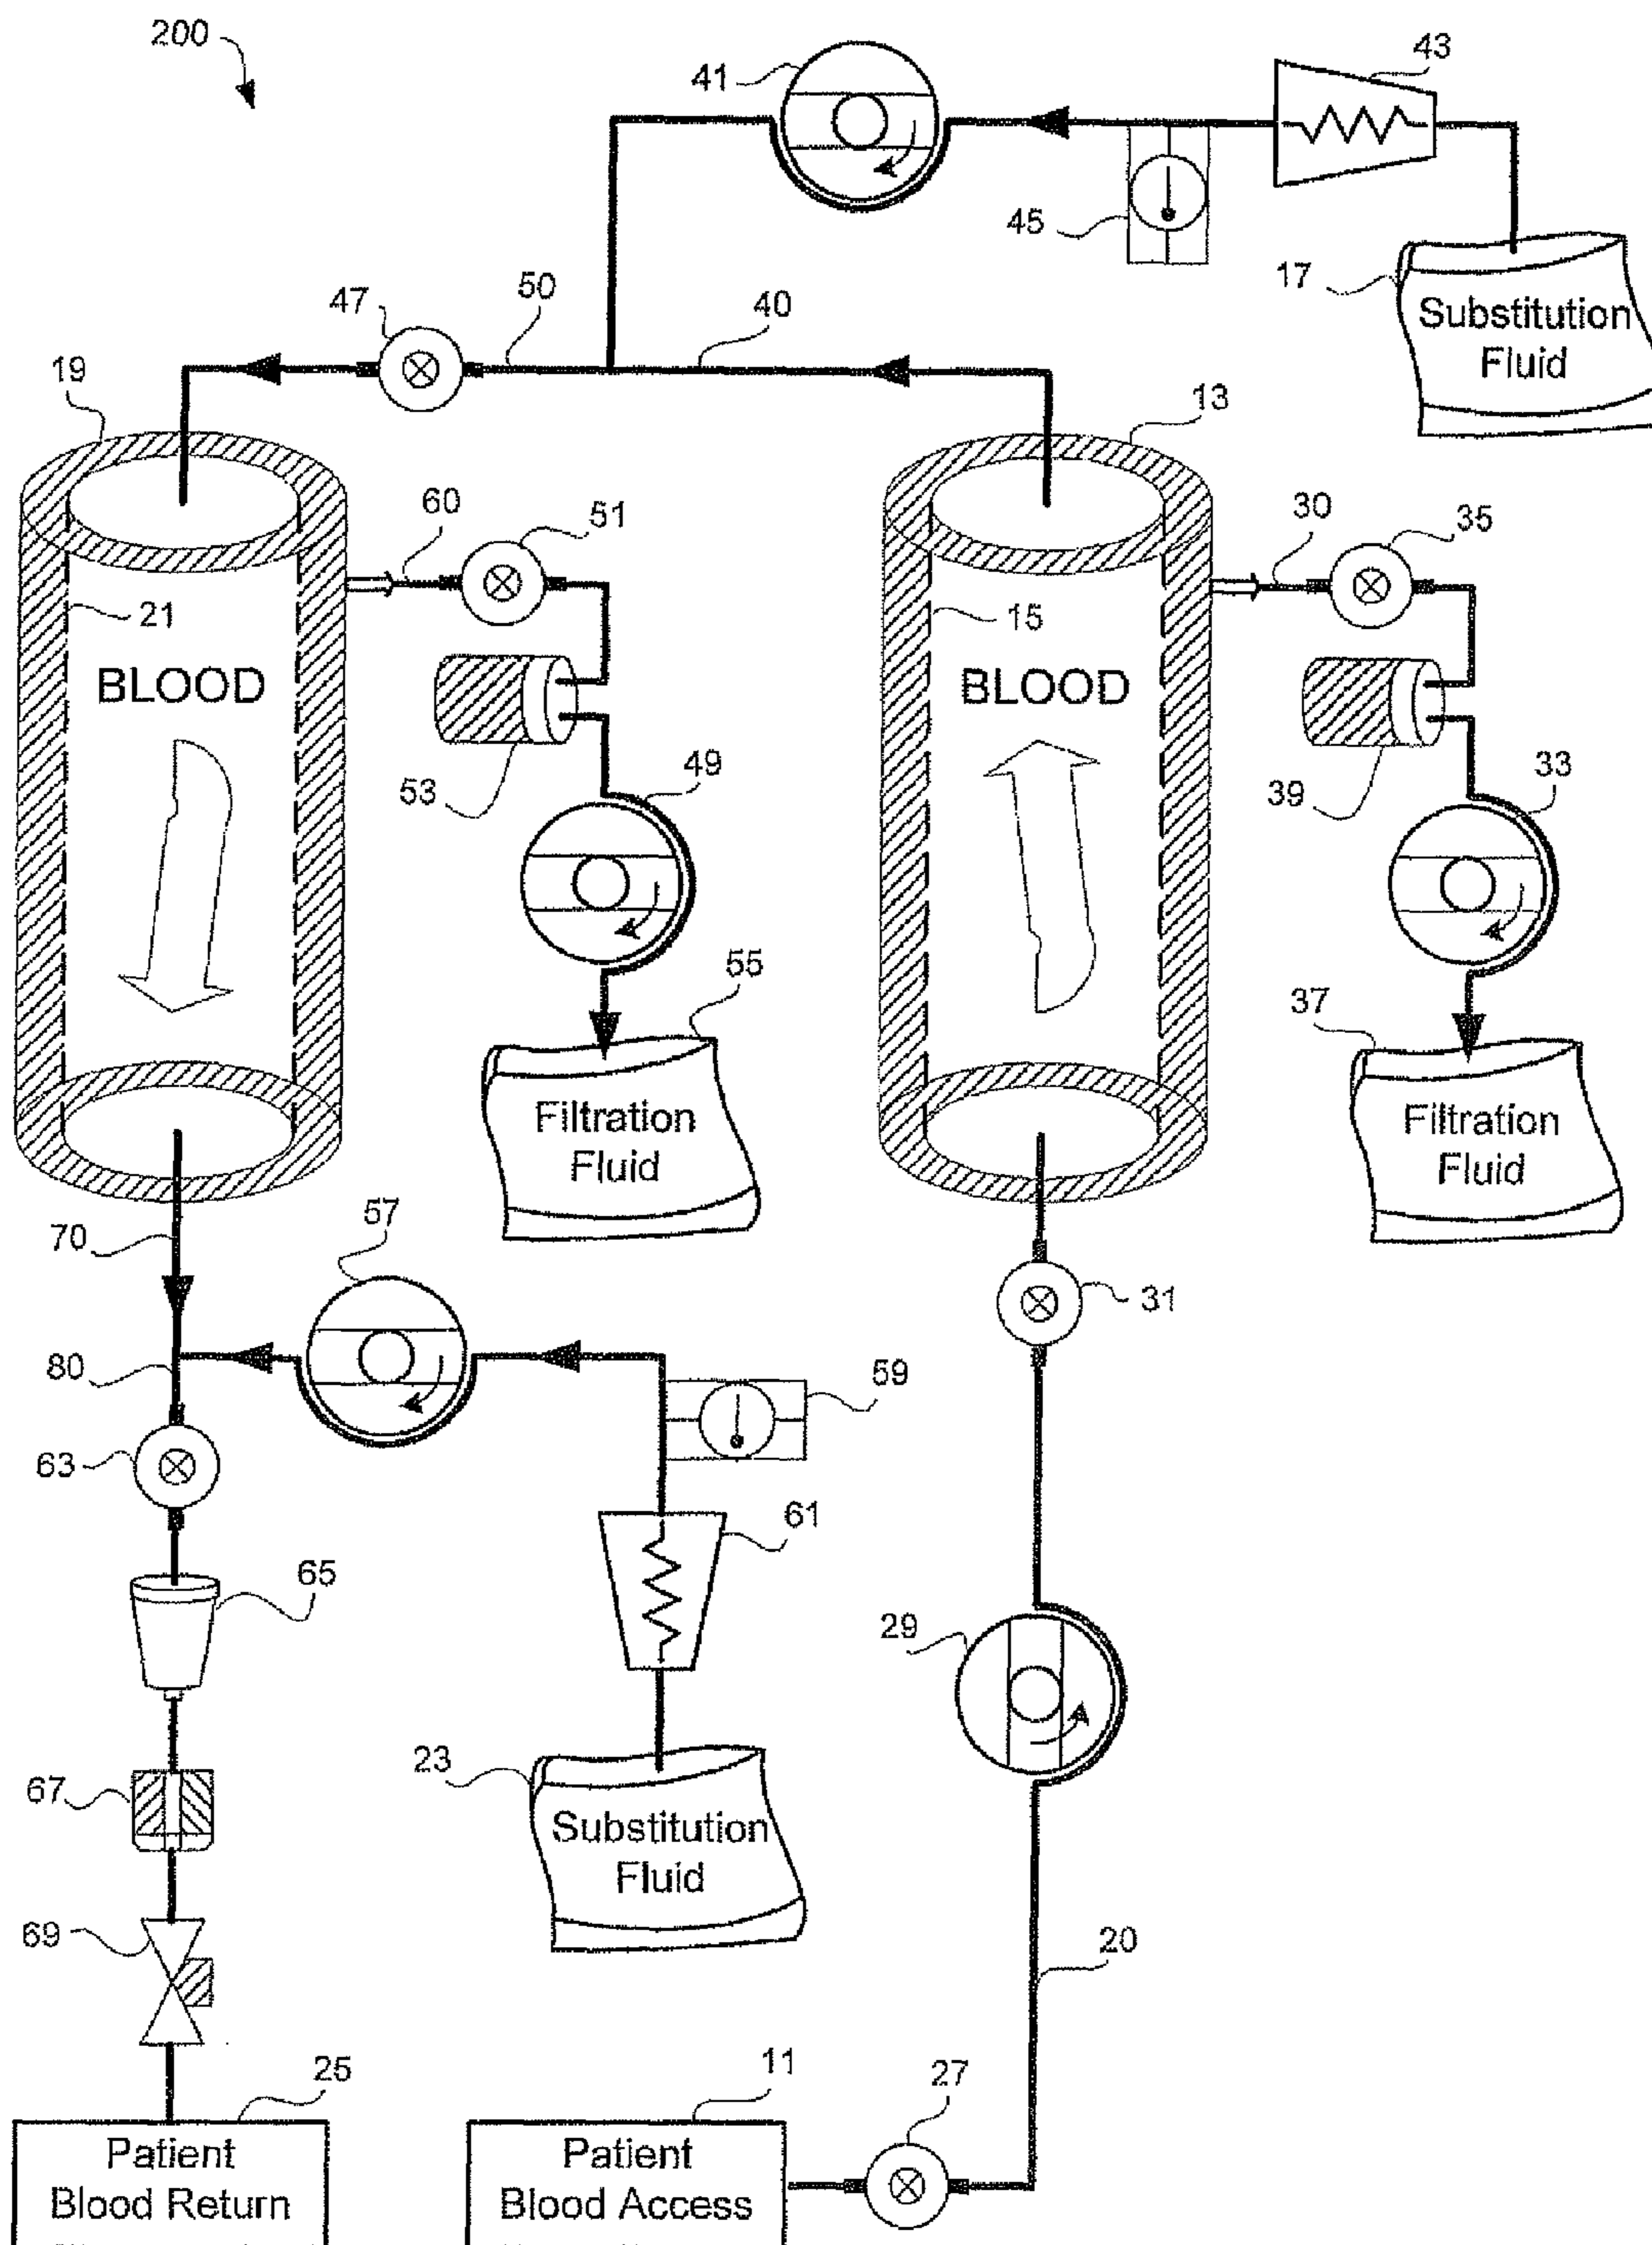 200
41
43
45
17
Substitution
Fluid
47
50
40
19
13
60
51
30
35
21
15
BLOOD
BLOOD
53
49
39
33
55
37
Filtration
Fluid
Filtration
Fluid
70
57
31
80
59
63
61
65
29
23
67
Substitution
Fluid
69
20
25
11
27
Patient
Blood Return
Patient
Blood Access